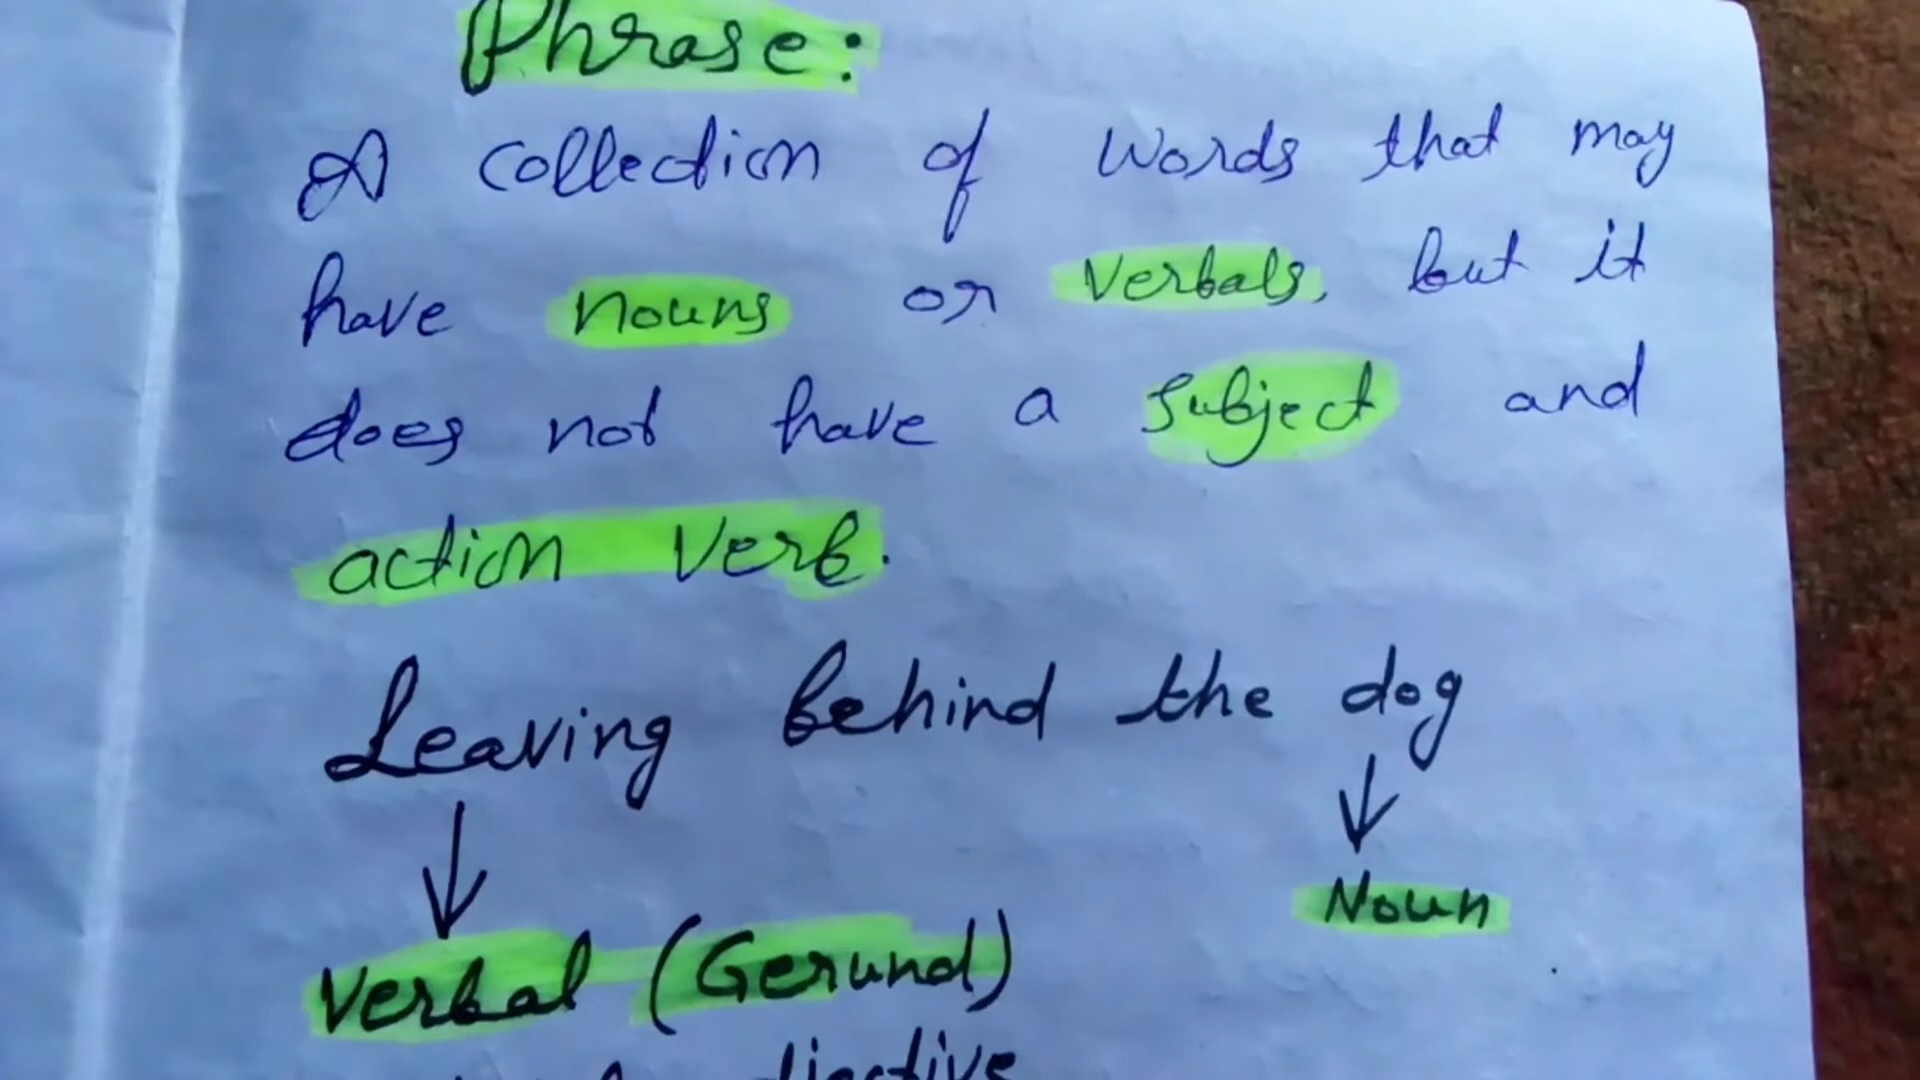 Phrase:
A collection of words that may
have nouns or verbals, but it
does not have a subject and
action verb.
Leaving behind the dog
Noun
Verbal (Gerund)